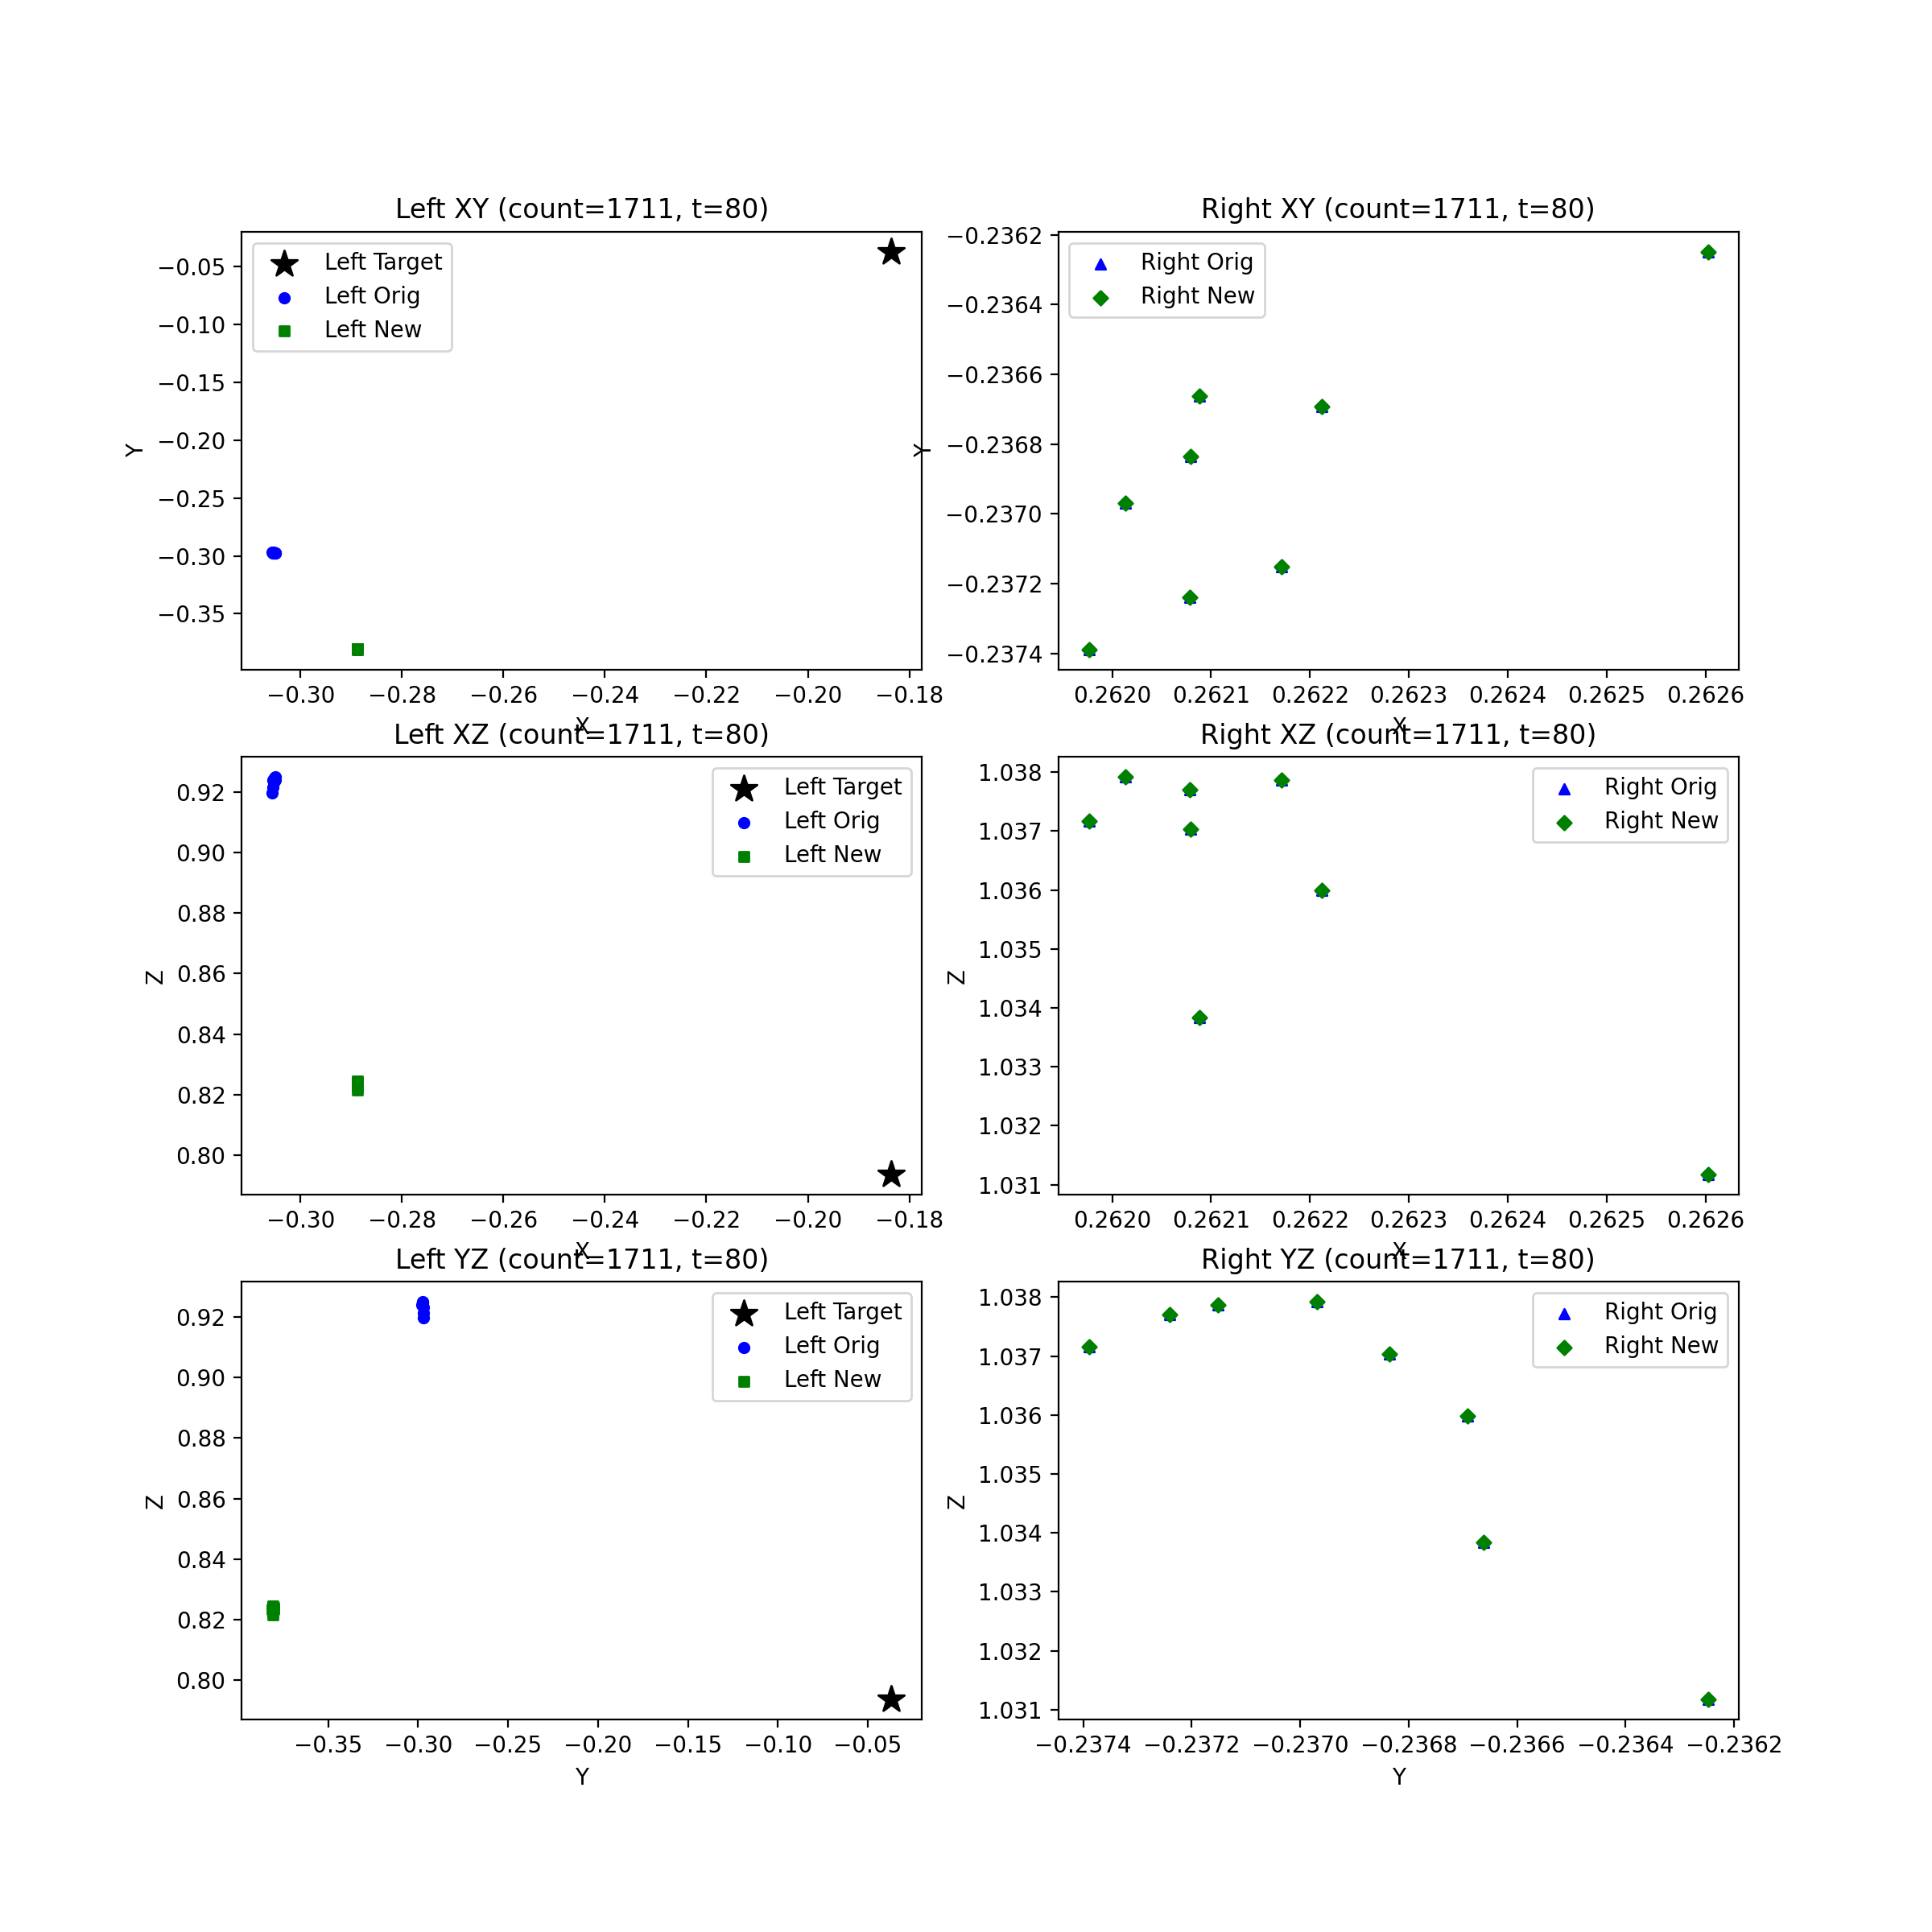 Left XY (count=1711, t=80)
Left Target
Left Orig
Left New
−0.05
−0.10
−0.15
−0.20
−0.25
−0.30
−0.35
Y
−0.30 −0.28 −0.26 −0.24 −0.22 −0.20 −0.18
X
Right XY (count=1711, t=80)
Right Orig
Right New
−0.2362
−0.2364
−0.2366
−0.2368
−0.2370
−0.2372
−0.2374
Y
0.2620 0.2621 0.2622 0.2623 0.2624 0.2625 0.2626
X
Left XZ (count=1711, t=80)
Left Target
Left Orig
Left New
0.92
0.90
0.88
0.86
0.84
0.82
0.80
Z
−0.30 −0.28 −0.26 −0.24 −0.22 −0.20 −0.18
X
Right XZ (count=1711, t=80)
Right Orig
Right New
1.038
1.037
1.036
1.035
1.034
1.033
1.032
1.031
Z
0.2620 0.2621 0.2622 0.2623 0.2624 0.2625 0.2626
X
Left YZ (count=1711, t=80)
Left Target
Left Orig
Left New
0.92
0.90
0.88
0.86
0.84
0.82
0.80
Z
−0.35 −0.30 −0.25 −0.20 −0.15 −0.10 −0.05
Y
Right YZ (count=1711, t=80)
Right Orig
Right New
1.038
1.037
1.036
1.035
1.034
1.033
1.032
1.031
Z
−0.2374 −0.2372 −0.2370 −0.2368 −0.2366 −0.2364 −0.2362
Y